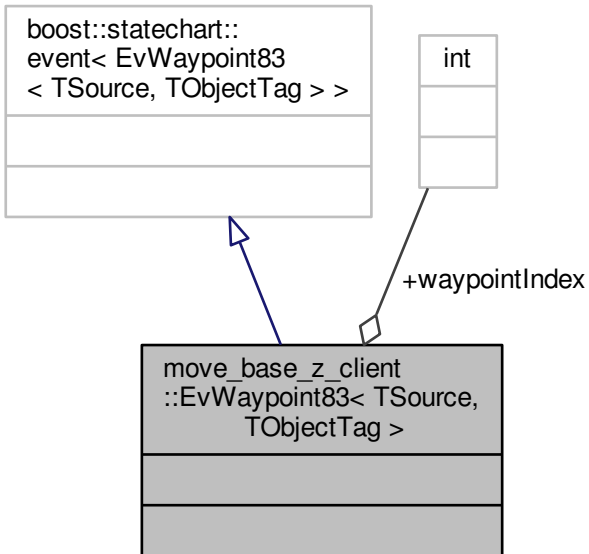 boost::statechart::
event< EvWaypoint83
< TSource, TObjectTag > >
int
+waypointIndex
move_base_z_client
::EvWaypoint83< TSource,
TObjectTag >